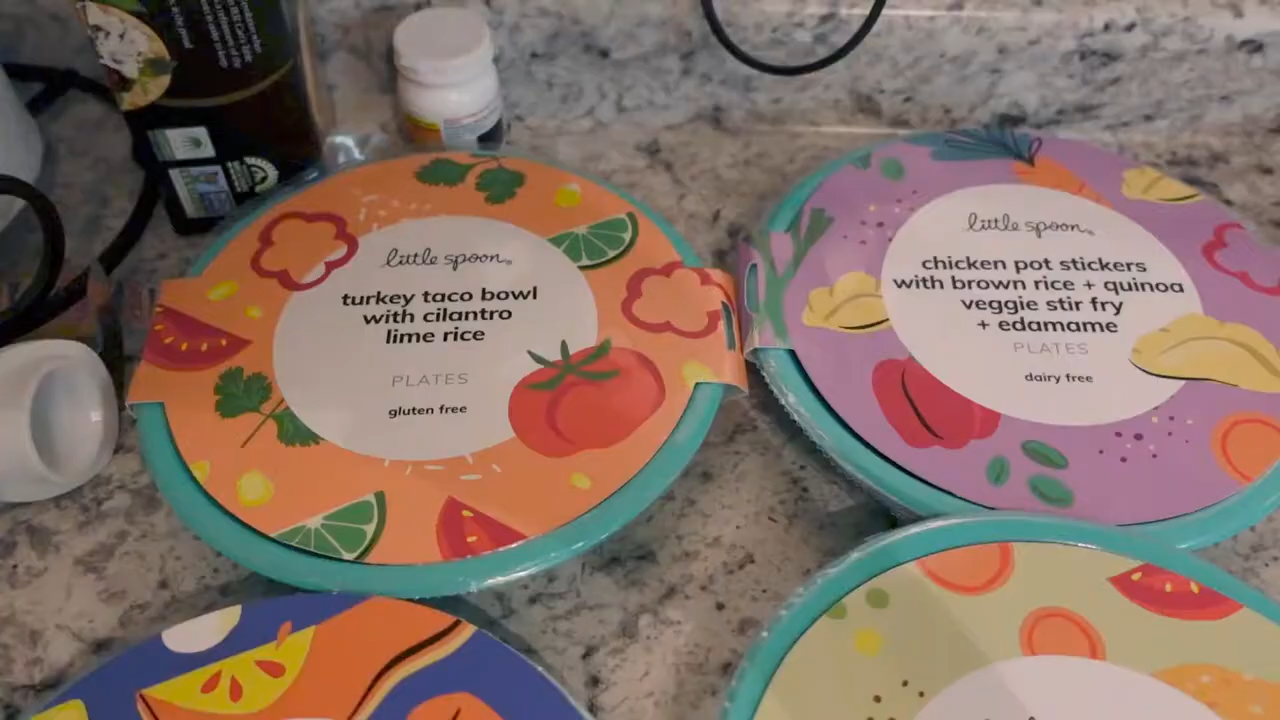 little spoon
turkey taco bowl
with cilantro
lime rice
PLATES
gluten free
little spoon
chicken pot stickers
with brown rice + quinoa
veggie stir fry
+ edamame
PLATES
dairy free